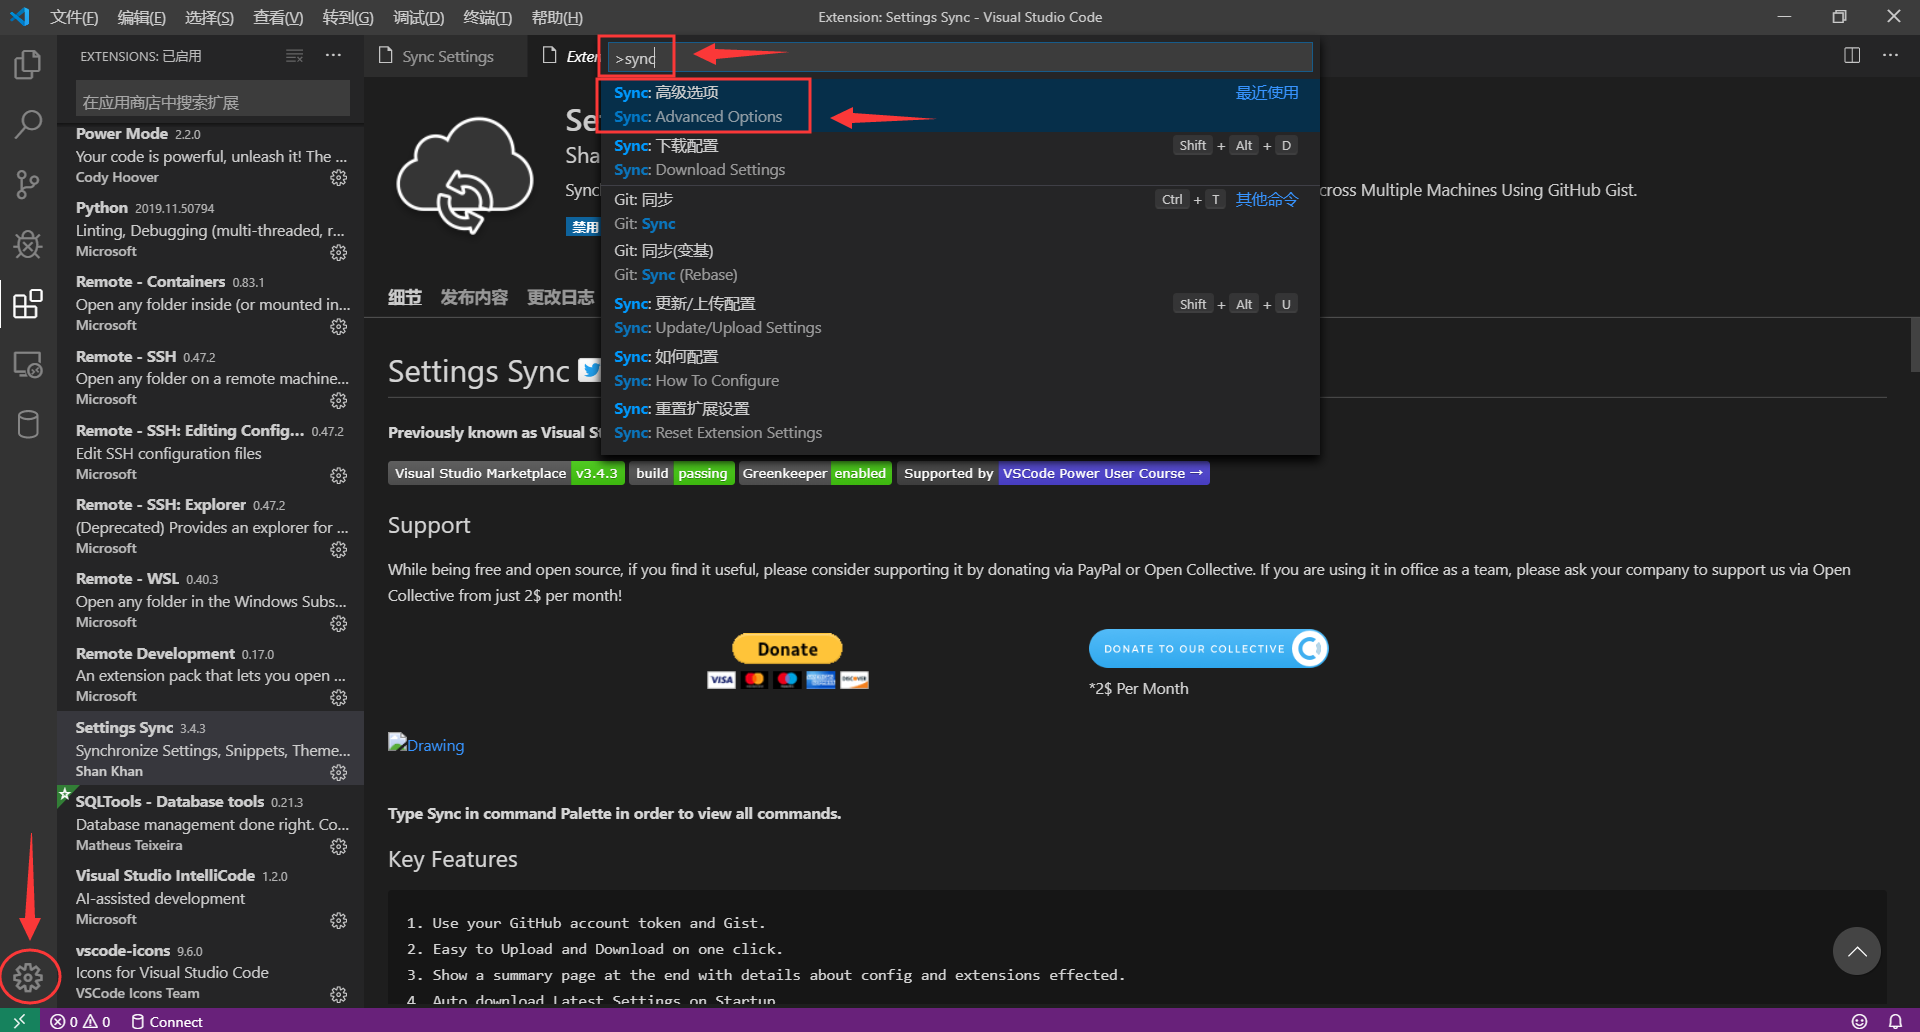 文件(F) 编辑(E) 选择(S) 查看(V) 转到(G) 调试(D) 终端(T) 帮助(H)
Extension: Settings Sync - Visual Studio Code
EXTENSIONS: 已启用
在应用商店中搜索扩展
Power Mode 2.2.0
Your code is powerful, unleash it! The ...
Cody Hoover
Python 2019.11.50794
Linting, Debugging (multi-threaded, r...
Microsoft
Remote - Containers 0.83.1
Open any folder inside (or mounted in...
Microsoft
Remote - SSH 0.47.2
Open any folder on a remote machine...
Microsoft
Remote - SSH: Editing Config... 0.47.2
Edit SSH configuration files
Microsoft
Remote - SSH: Explorer 0.47.2
(Deprecated) Provides an explorer for ...
Microsoft
Remote - WSL 0.40.3
Open any folder in the Windows Subs...
Microsoft
Remote Development 0.17.0
An extension pack that lets you open ...
Microsoft
Settings Sync 3.4.3
Synchronize Settings, Snippets, Theme...
Shan Khan
SQLTools - Database tools 0.21.3
Database management done right. Co...
Matheus Teixeira
Visual Studio IntelliCode 1.2.0
AI-assisted development
Microsoft
vscode-icons 9.6.0
Icons for Visual Studio Code
VSCode Icons Team
Sync Settings
Exten
>sync
Sync: 高级选项 最近使用
Sync: Advanced Options
Sync: 下载配置 Shift + Alt + D
Sync: Download Settings
Git: 同步 Ctrl + T 其他命令
Git: Sync
Git: 同步(变基)
Git: Sync (Rebase)
Sync: 更新/上传配置 Shift + Alt + U
Sync: Update/Upload Settings
Sync: 如何配置
Sync: How To Configure
Sync: 重置扩展设置
Sync: Reset Extension Settings
Se
Sha
Sync
cross Multiple Machines Using GitHub Gist.
禁用
细节 发布内容 更改日志
Settings Sync
Previously known as Visual St
Visual Studio Marketplace v3.4.3 build passing Greenkeeper enabled Supported by VSCode Power User Course →
Support
While being free and open source, if you find it useful, please consider supporting it by donating via PayPal or Open Collective. If you are using it in office as a team, please ask your company to support us via Open
Collective from just 2$ per month!
Donate
VISA
DISCOVER
DONATE TO OUR COLLECTIVE
*2$ Per Month
Drawing
Type Sync in command Palette in order to view all commands.
Key Features
1. Use your GitHub account token and Gist.
2. Easy to Upload and Download on one click.
3. Show a summary page at the end with details about config and extensions effected.
4. Auto download Latest Settings on Startup.
0 0 Connect